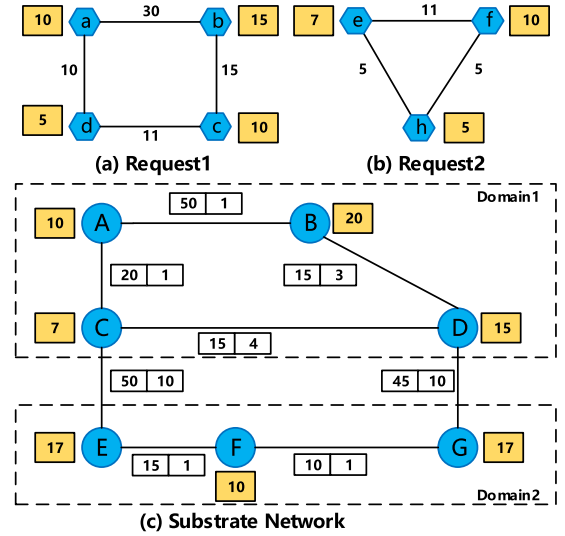 10 a 30 b 15 7 e 11 f 10
10 15 5 5
5 d 11 c 10 h 5
(a) Request1 (b) Request2
Domain1
50 1
10 A B 20
20 1 15 3
7 C D 15
15 4
50 10 45 10
17 E F G 17
15 1 10 1
10
Domain2
(c) Substrate Network